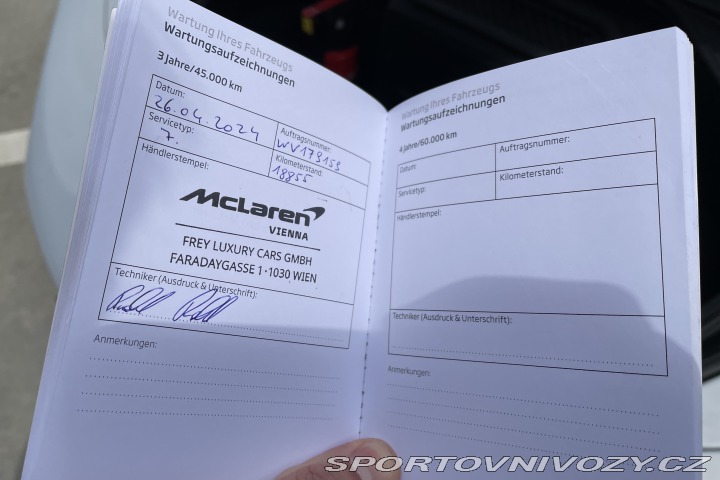 Wartung Ihres Fahrzeugs
Wartungsaufzeichnungen
3 Jahre/45.000 km
Datum:
26.04.2024
Auftragsnummer:
WV179159
Servicetyp:
7.
Kilometerstand:
18855
Händlerstempel:
McLaren
VIENNA
FREY LUXURY CARS GMBH
FARADAYGASSE 1·1030 WIEN
Techniker (Ausdruck & Unterschrift):
Anmerkungen:
Wartung Ihres Fahrzeugs
Wartungsaufzeichnungen
4 Jahre/60.000 km
Datum:
Auftragsnummer:
Servicetyp:
Kilometerstand:
Händlerstempel:
Techniker (Ausdruck & Unterschrift):
Anmerkungen:
SPORTOVNIVOZY.CZ